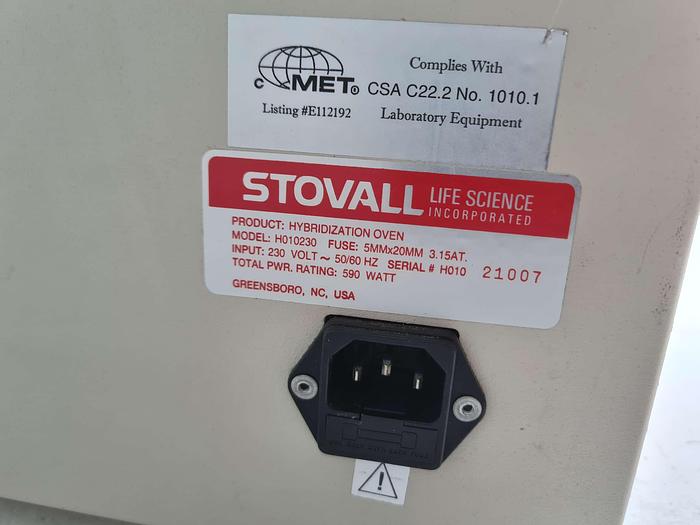 Complies With
C MET® CSA C22.2 No. 1010.1
Listing #E112192 Laboratory Equipment
STOVALL LIFE SCIENCE
INCORPORATED
PRODUCT: HYBRIDIZATION OVEN
MODEL: H010230 FUSE: 5MMx20MM 3.15AT.
INPUT: 230 VOLT ~ 50/60 HZ SERIAL # H010 21007
TOTAL PWR. RATING: 590 WATT
GREENSBORO, NC, USA